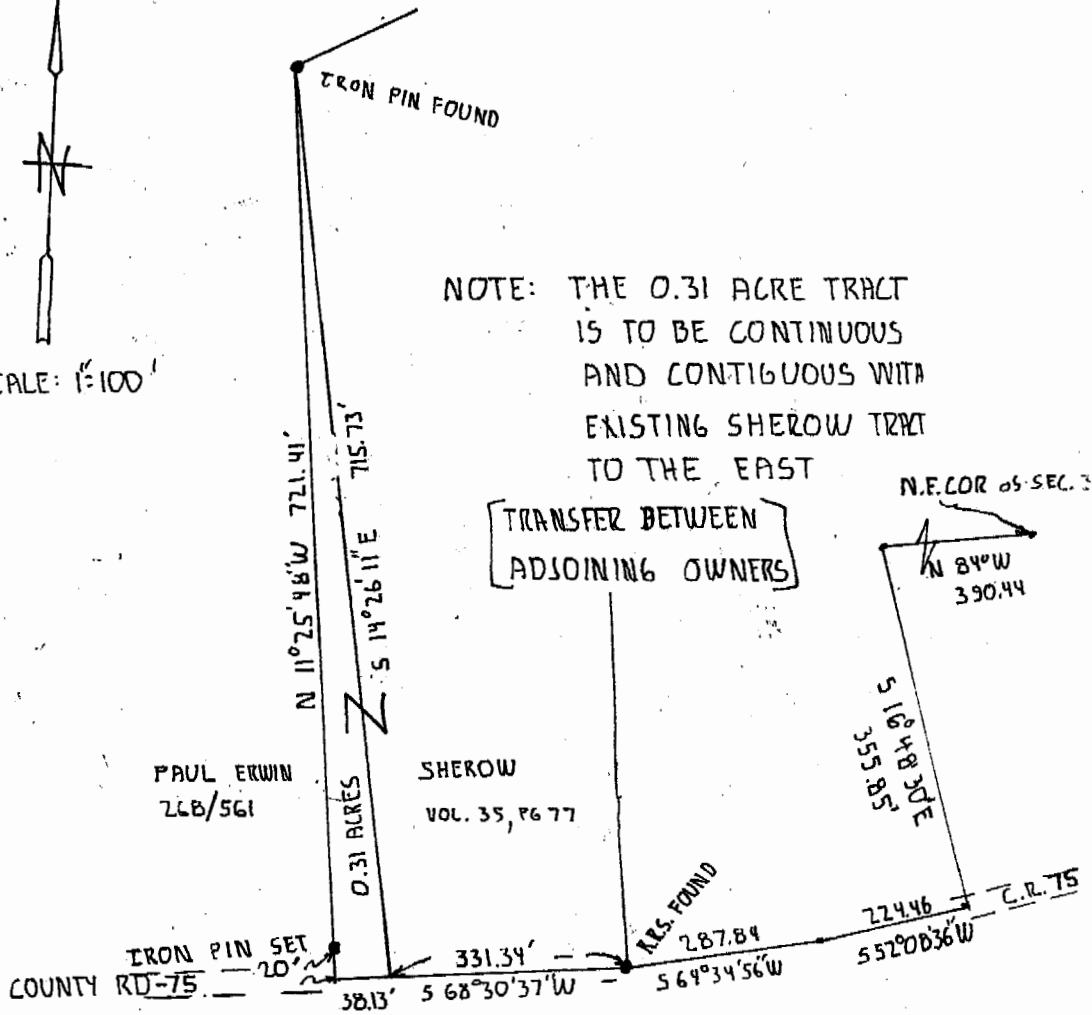 IRON PIN FOUND
N
CALE: 1"=100'
NOTE: THE 0.31 ACRE TRACT
IS TO BE CONTINUOUS
AND CONTIGUOUS WITH
EXISTING SHEROW TRACT
TO THE EAST
[TRANSFER BETWEEN
ADJOINING OWNERS]
N.E.COR of SEC. 3
N 84°W
390.44
N 11°25'48"W 721.41'
S 14°26'11"E 715.73'
S 16°48'30"E
355.85'
PAUL ERWIN
268/561
0.31 ACRES
SHEROW
VOL. 35, PG 77
R.R.S. FOUND
IRON PIN SET
20'
COUNTY RD-75
38.13'
331.34'
S 68°30'37"W
287.84
S 64°34'56"W
224.46
S 52°08'36"W
C.R. 75